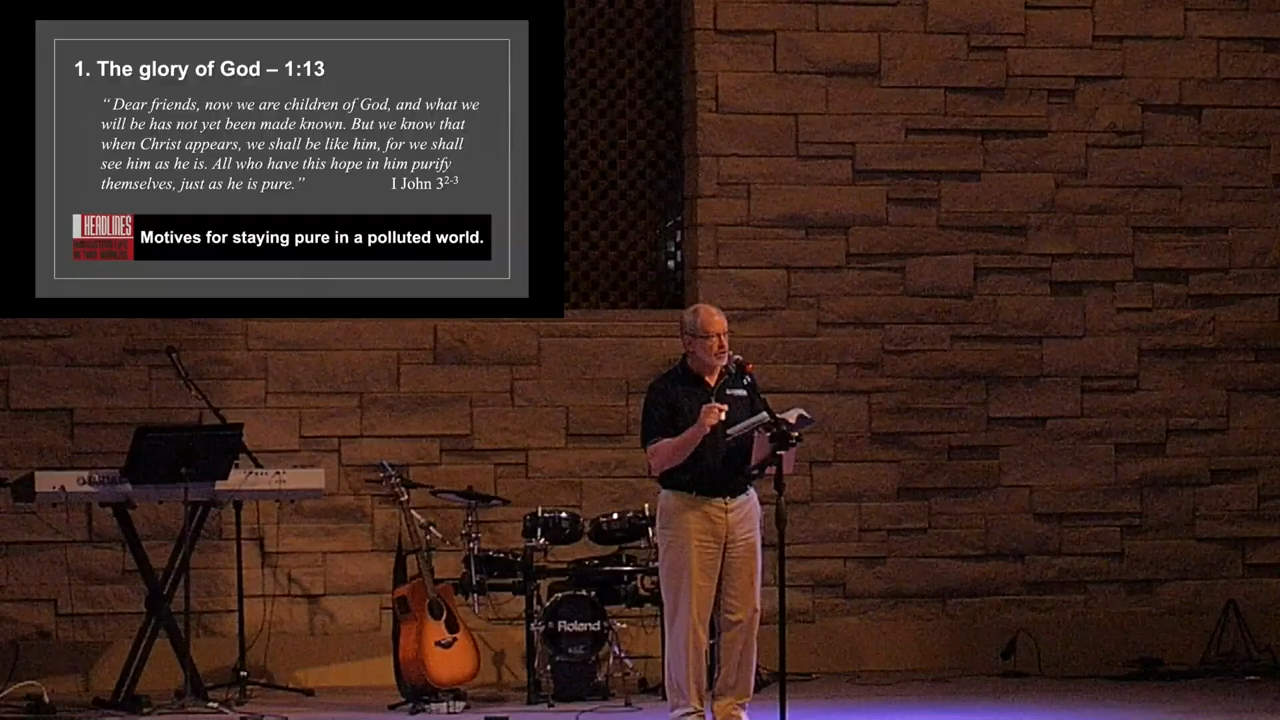 1. The glory of God – 1:13
“ Dear friends, now we are children of God, and what we
will be has not yet been made known. But we know that
when Christ appears, we shall be like him, for we shall
see him as he is. All who have this hope in him purify
themselves, just as he is pure.” I John 3²⁻³
HEADLINES
Motives for staying pure in a polluted world.
Roland